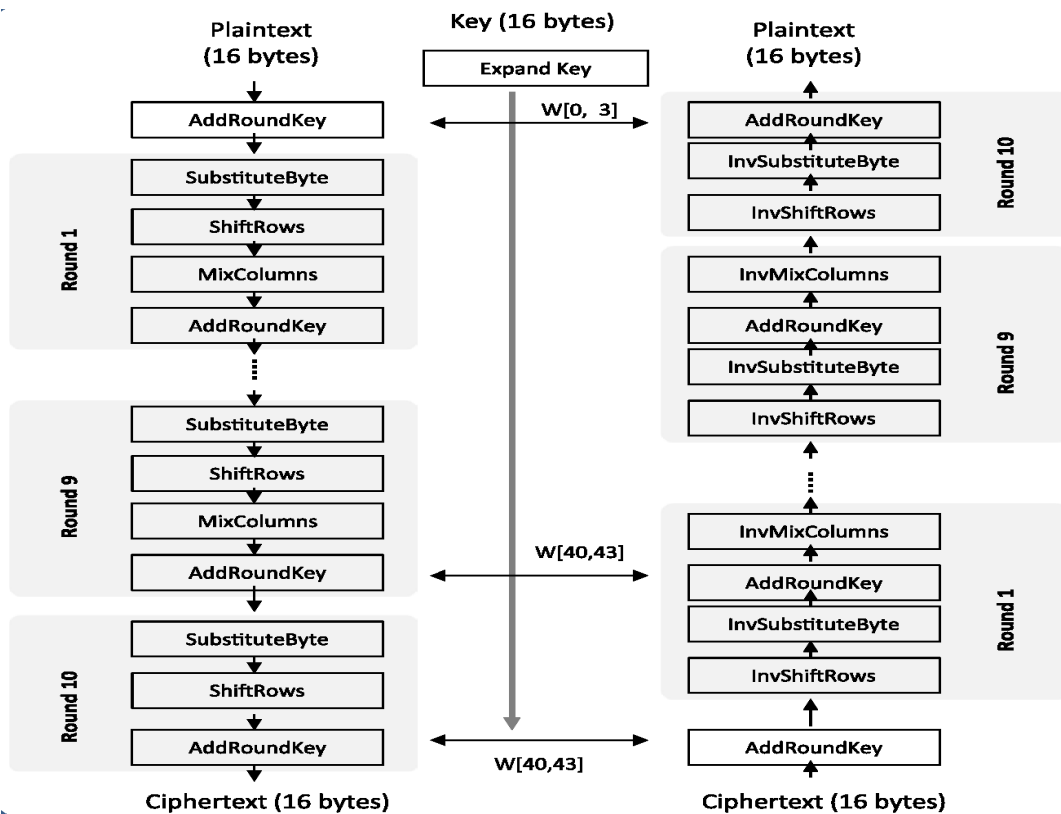 Plaintext
(16 bytes)
AddRoundKey
Round 1
SubstituteByte
ShiftRows
MixColumns
AddRoundKey
Round 9
SubstituteByte
ShiftRows
MixColumns
AddRoundKey
Round 10
SubstituteByte
ShiftRows
AddRoundKey
Ciphertext (16 bytes)
Key (16 bytes)
Expand Key
W[0, 3]
W[40,43]
W[40,43]
Plaintext
(16 bytes)
AddRoundKey
InvSubstituteByte
InvShiftRows
Round 10
InvMixColumns
AddRoundKey
InvSubstituteByte
InvShiftRows
Round 9
InvMixColumns
AddRoundKey
InvSubstituteByte
InvShiftRows
Round 1
AddRoundKey
Ciphertext (16 bytes)